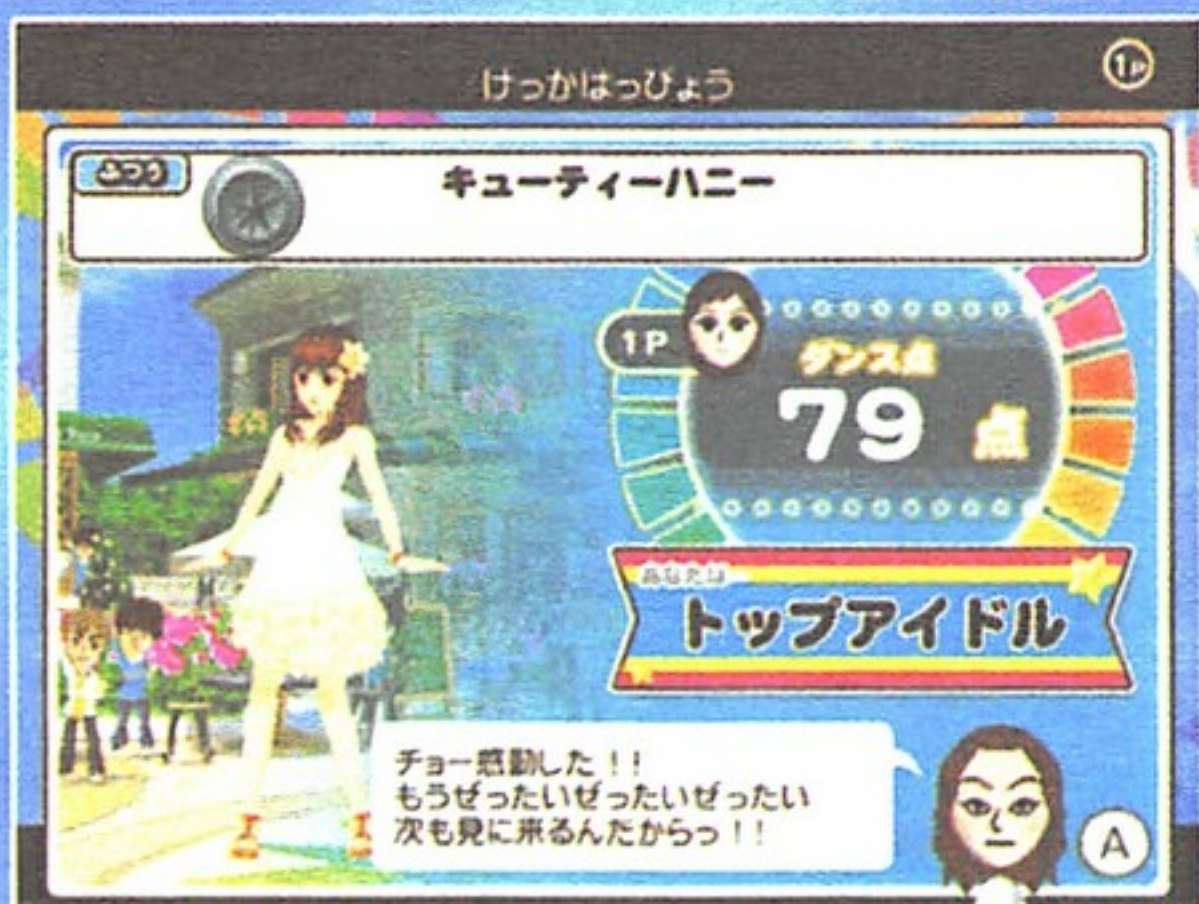 けっかはっぴょう
1P
ふつう
キューティーハニー
1P
ダンス点
79 点
あなたは
トップアイドル
チョー感動した！！
もうぜったいぜったいぜったい
次も見に来るんだからっ！！
A